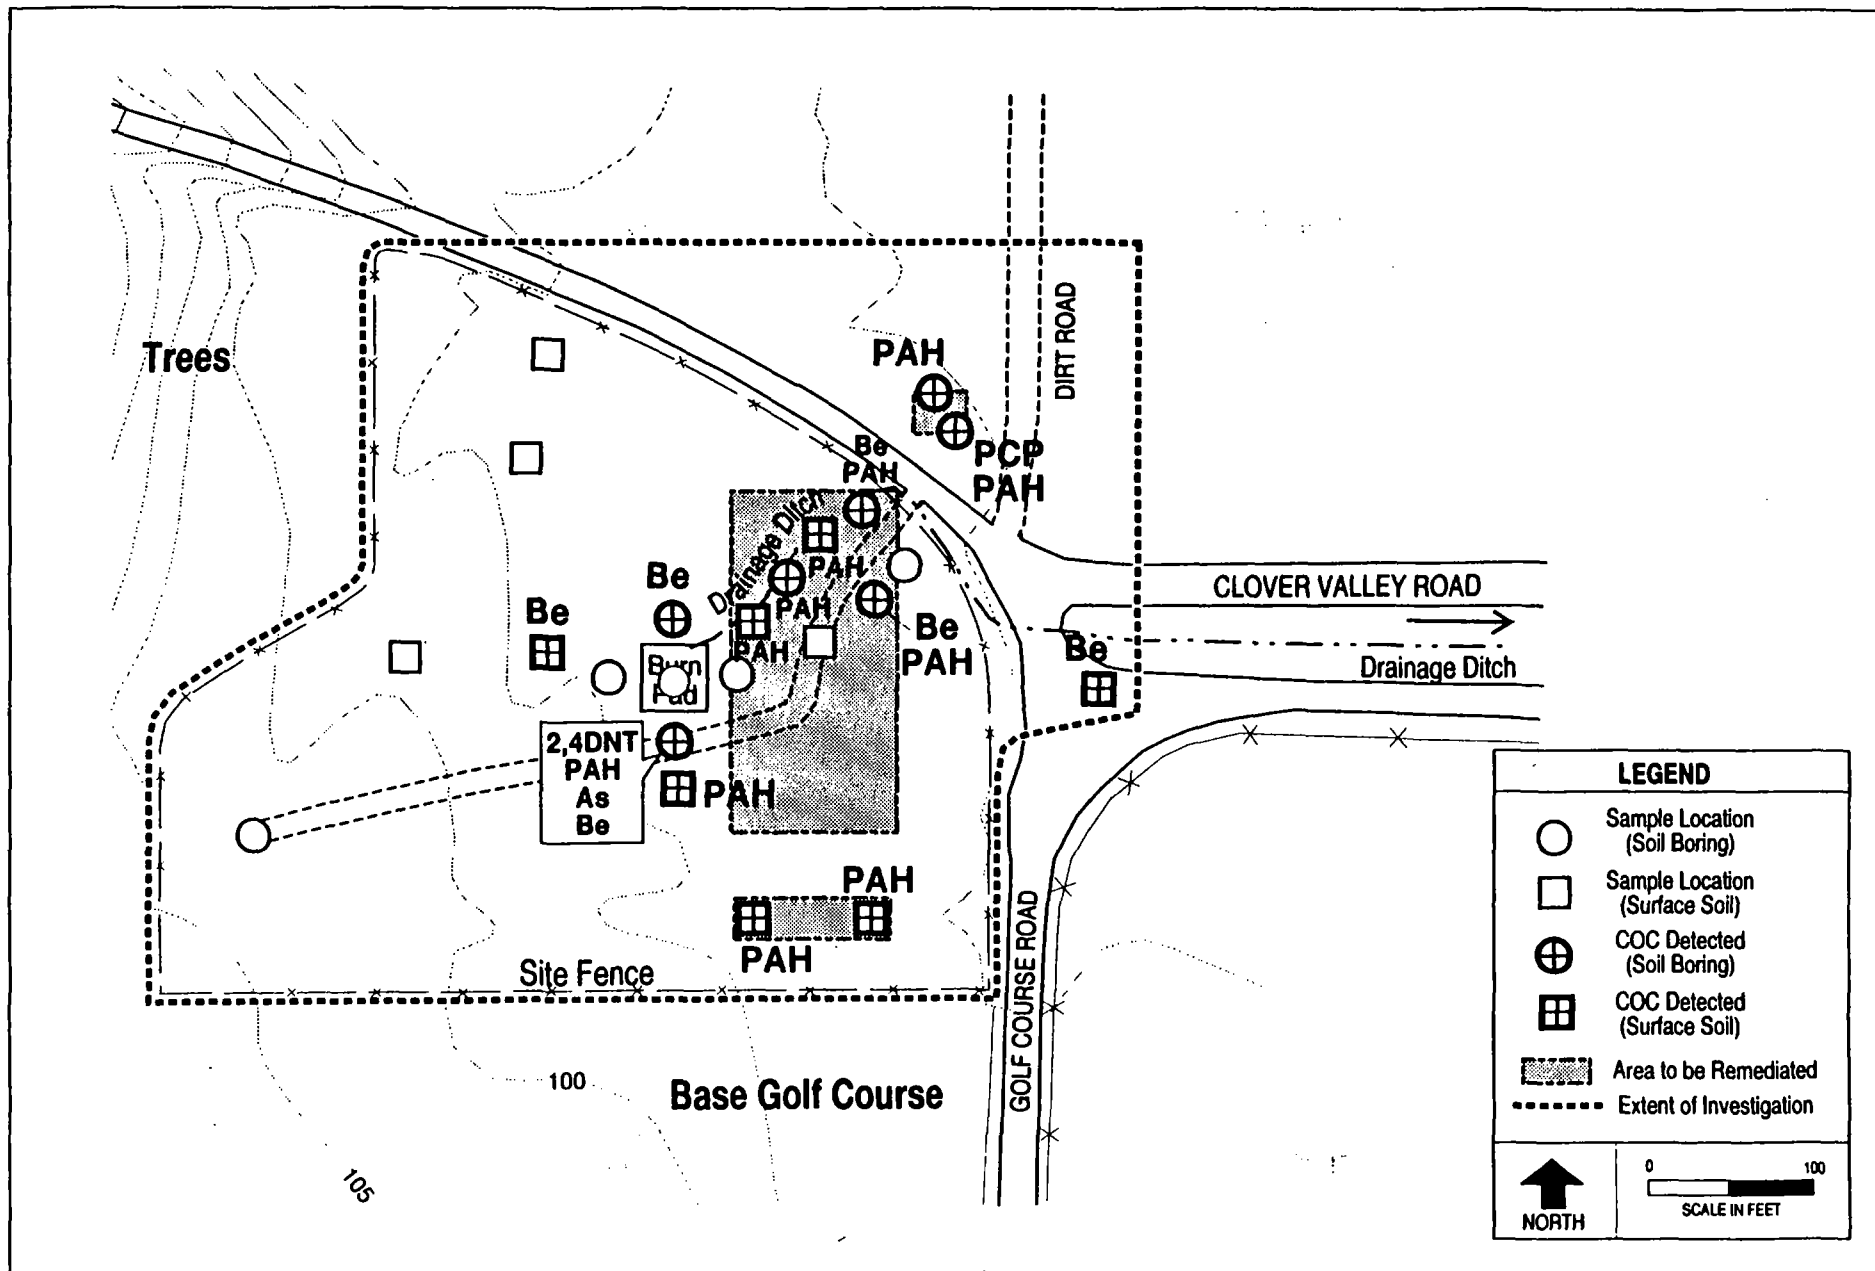 Trees
PAH
DIRT ROAD
PCP
PAH
Be
PAH
Drainage Ditch
PAH
PAH
PAH
Be
Be
Be
PAH
Burn
Pad
CLOVER VALLEY ROAD
Drainage Ditch
Be
2,4DNT
PAH
As
Be
PAH
PAH
PAH
Site Fence
GOLF COURSE ROAD
100
Base Golf Course
105
LEGEND
Sample Location
(Soil Boring)
Sample Location
(Surface Soil)
COC Detected
(Soil Boring)
COC Detected
(Surface Soil)
Area to be Remediated
Extent of Investigation
NORTH
0 100
SCALE IN FEET